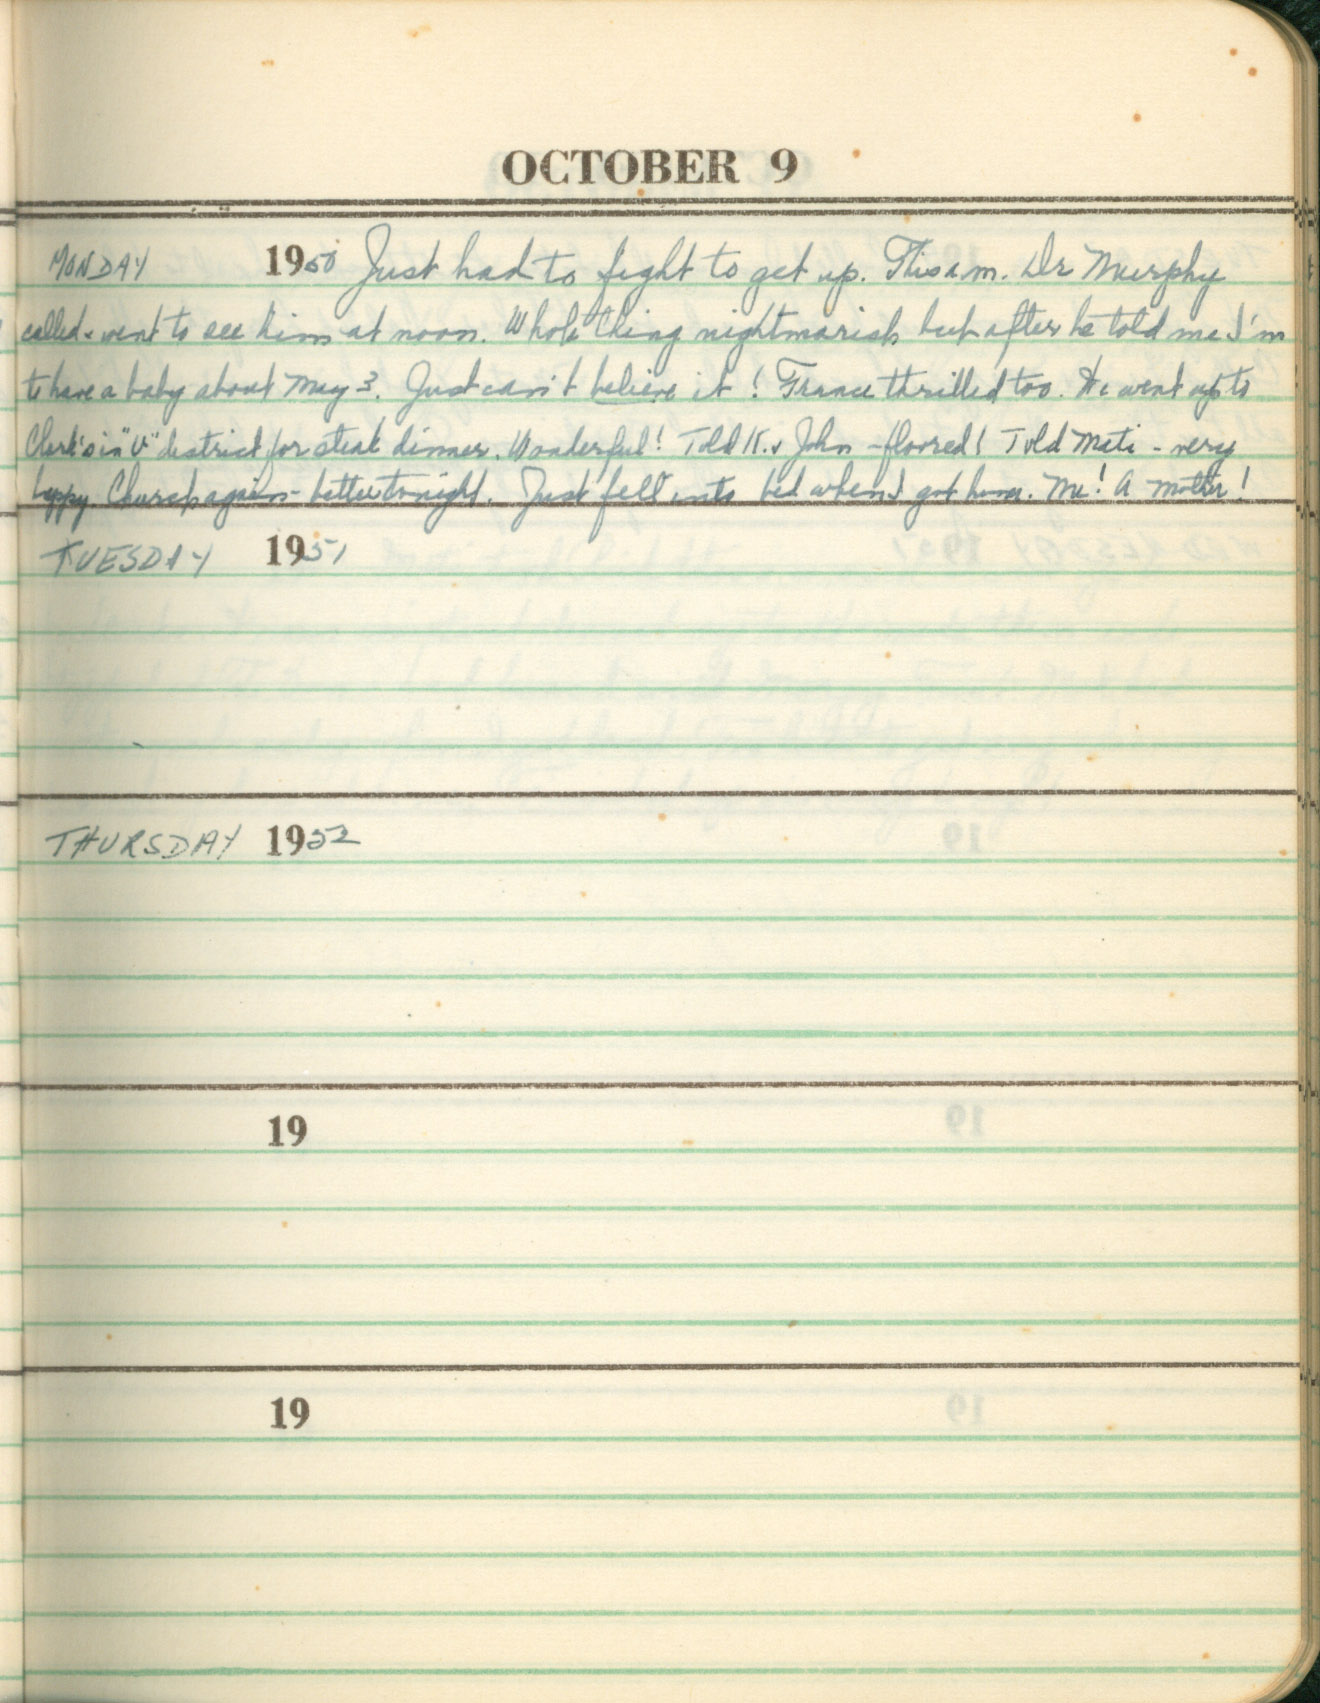 OCTOBER 9
MONDAY 1950 Just had to fight to get up. This a m. Dr Murphy
called & went to see him at noon. Whole thing nightmarish but after he told me I'm
to have a baby about May 3. Just can't believe it! thrilled too. We went up to
Clark's in "V" district for steak dinner. Wonderful! Told K. & John - floored! Told Mati - very
happy. Church again - better tonight. Just fell into bed when I got home. Me! A mother!
TUESDAY 1951
THURSDAY 1952
19
19